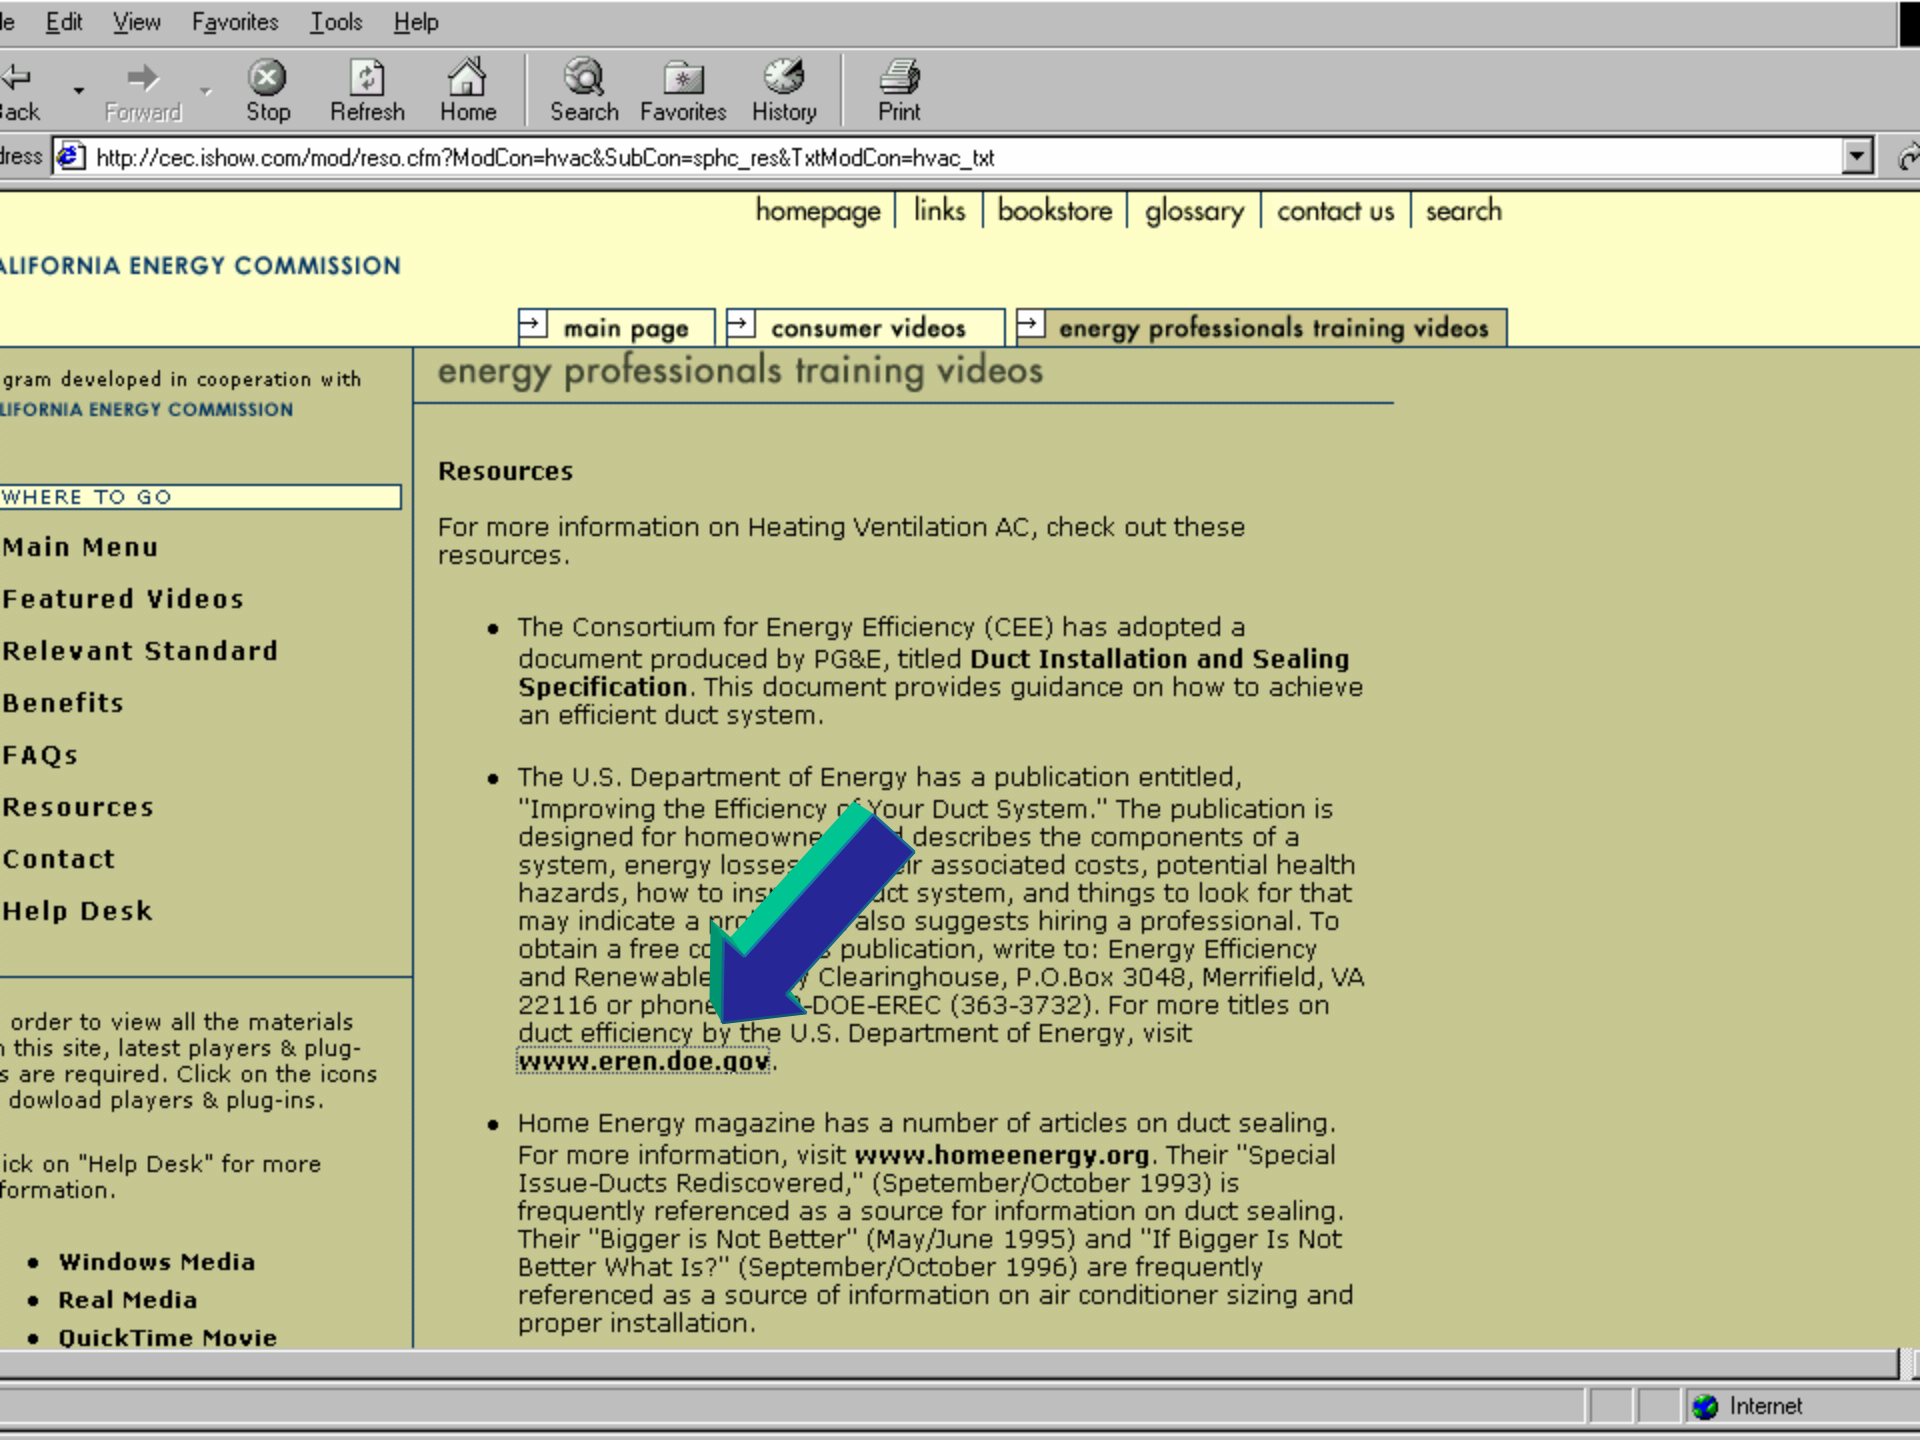 Edit View Favorites Tools Help
Forward Stop Refresh Home Search Favorites History Print
http://cec.ishow.com/mod/reso.cfm?ModCon=hvac&SubCon=sphc_res&TxtModCon=hvac_txt
homepage links bookstore glossary contact us search
ALIFORNIA ENERGY COMMISSION
main page consumer videos energy professionals training videos
gram developed in cooperation with
LIFORNIA ENERGY COMMISSION
WHERE TO GO
Main Menu
Featured Videos
Relevant Standard
Benefits
FAQs
Resources
Contact
Help Desk
order to view all the materials
this site, latest players & plug-
s are required. Click on the icons
dowload players & plug-ins.
ick on "Help Desk" for more
formation.
• Windows Media
• Real Media
• QuickTime Movie
energy professionals training videos
Resources
For more information on Heating Ventilation AC, check out these
resources.
• The Consortium for Energy Efficiency (CEE) has adopted a
document produced by PG&E, titled Duct Installation and Sealing
Specification. This document provides guidance on how to achieve
an efficient duct system.
• The U.S. Department of Energy has a publication entitled,
"Improving the Efficiency of Your Duct System." The publication is
designed for homeowne describes the components of a
system, energy losses associated costs, potential health
hazards, how to ins system, and things to look for that
may indicate a also suggests hiring a professional. To
obtain a free publication, write to: Energy Efficiency
and Renewable Clearinghouse, P.O.Box 3048, Merrifield, VA
22116 or phone -DOE-EREC (363-3732). For more titles on
duct efficiency by the U.S. Department of Energy, visit
www.eren.doe.gov.
• Home Energy magazine has a number of articles on duct sealing.
For more information, visit www.homeenergy.org. Their "Special
Issue-Ducts Rediscovered," (Spetember/October 1993) is
frequently referenced as a source for information on duct sealing.
Their "Bigger is Not Better" (May/June 1995) and "If Bigger Is Not
Better What Is?" (September/October 1996) are frequently
referenced as a source of information on air conditioner sizing and
proper installation.
Internet